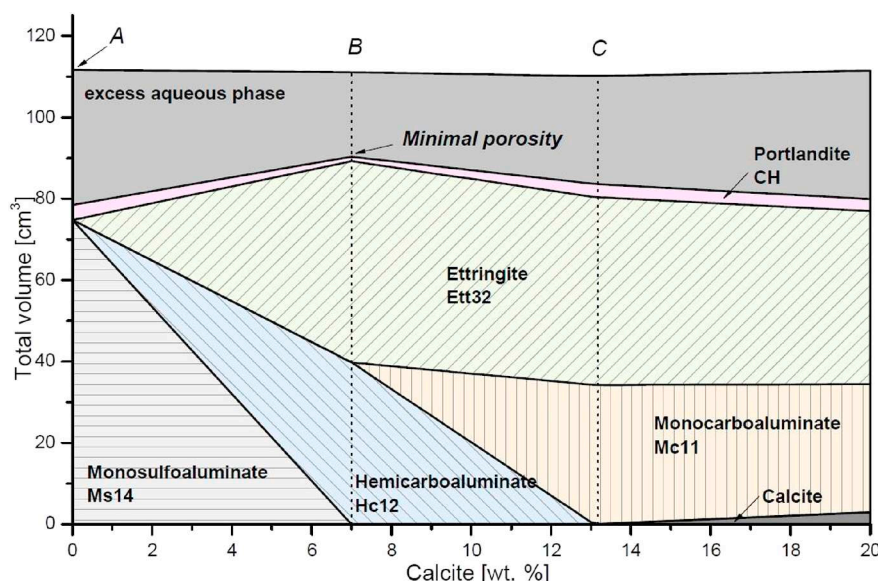 A
B
C
excess aqueous phase
Minimal porosity
Portlandite
CH
Ettringite
Ett32
Monosulfoaluminate
Ms14
Hemicarboaluminate
Hc12
Monocarboaluminate
Mc11
Calcite
Total volume [cm³]
120
100
80
60
40
20
0
0 2 4 6 8 10 12 14 16 18 20
Calcite [wt. %]